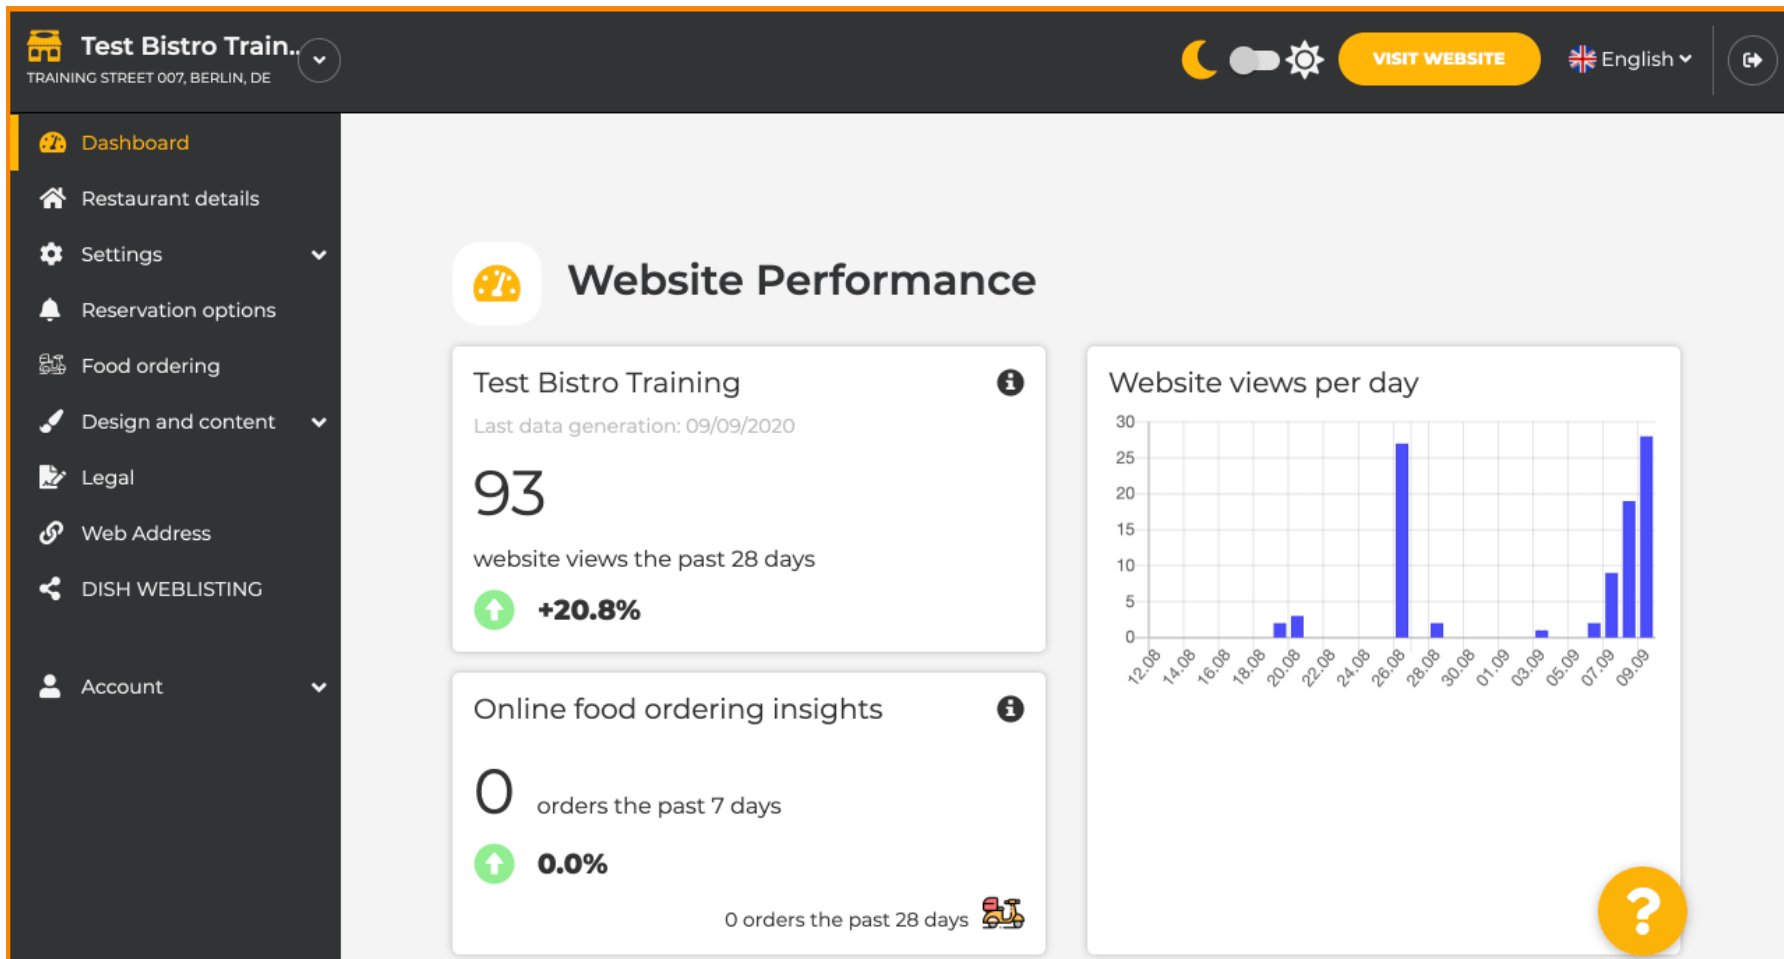 Test Bistro Train..
TRAINING STREET 007, BERLIN, DE
VISIT WEBSITE
English
Dashboard
Restaurant details
Settings
Reservation options
Food ordering
Design and content
Legal
Web Address
DISH WEBLISTING
Account
Website Performance
Test Bistro Training
Last data generation: 09/09/2020
93
website views the past 28 days
+20.8%
Online food ordering insights
0 orders the past 7 days
0.0%
0 orders the past 28 days
Website views per day
30
25
20
15
10
5
0
12.08 14.08 16.08 18.08 20.08 22.08 24.08 26.08 28.08 30.08 01.09 03.09 05.09 07.09 09.09
?